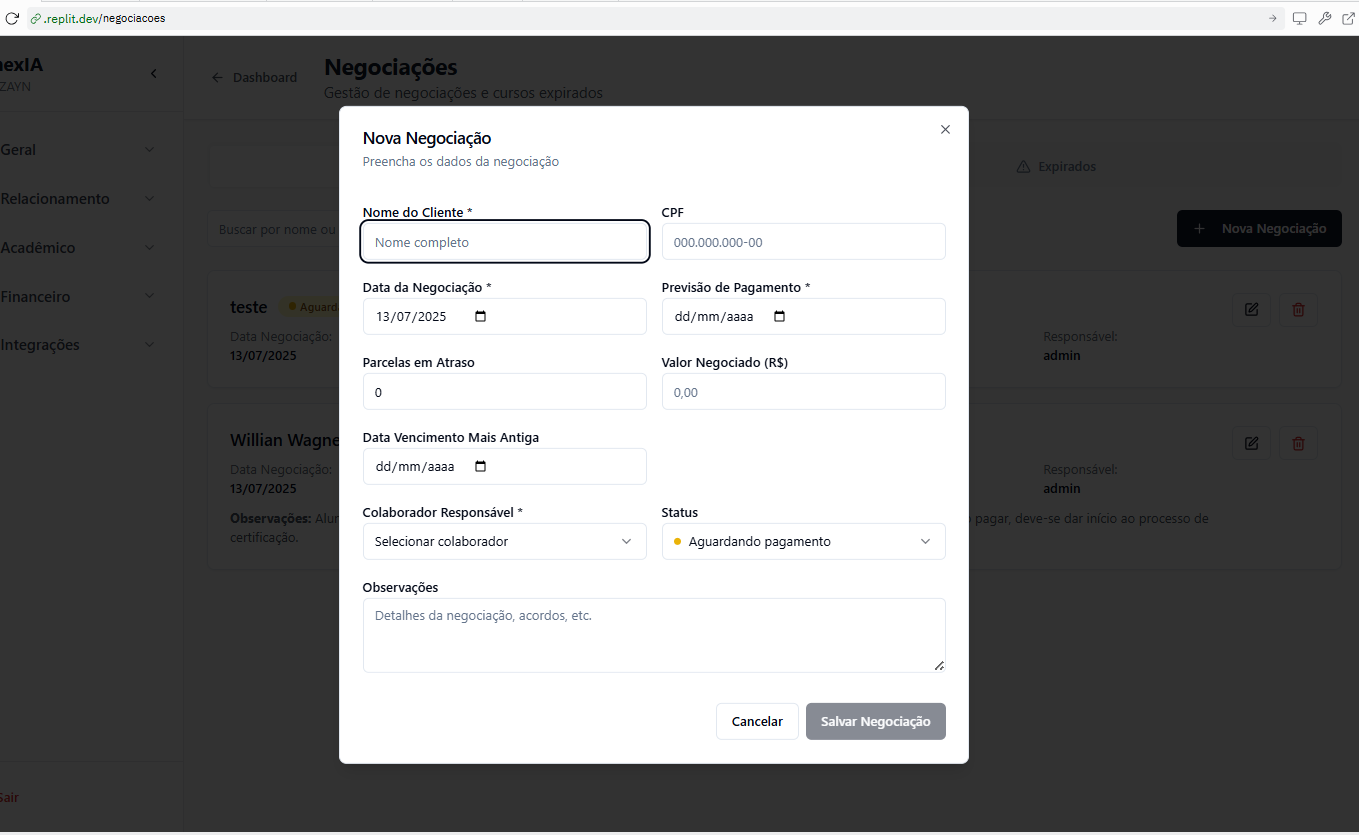 .replit.dev/negociacoes
nexIA
ZAYN
Dashboard
Negociações
Gestão de negociações e cursos expirados
Geral
Relacionamento
Acadêmico
Financeiro
Integrações
Sair
Expirados
Buscar por nome ou
Nova Negociação
teste
Aguard
Data Negociação:
13/07/2025
Responsável:
admin
Willian Wagne
Data Negociação:
13/07/2025
Responsável:
admin
Observações: Alun
pagar, deve-se dar início ao processo de
certificação.
Nova Negociação
Preencha os dados da negociação
Nome do Cliente *
CPF
Nome completo
000.000.000-00
Data da Negociação *
Previsão de Pagamento *
13/07/2025
dd/mm/aaaa
Parcelas em Atraso
Valor Negociado (R$)
0
0,00
Data Vencimento Mais Antiga
dd/mm/aaaa
Colaborador Responsável *
Status
Selecionar colaborador
Aguardando pagamento
Observações
Detalhes da negociação, acordos, etc.
Cancelar
Salvar Negociação